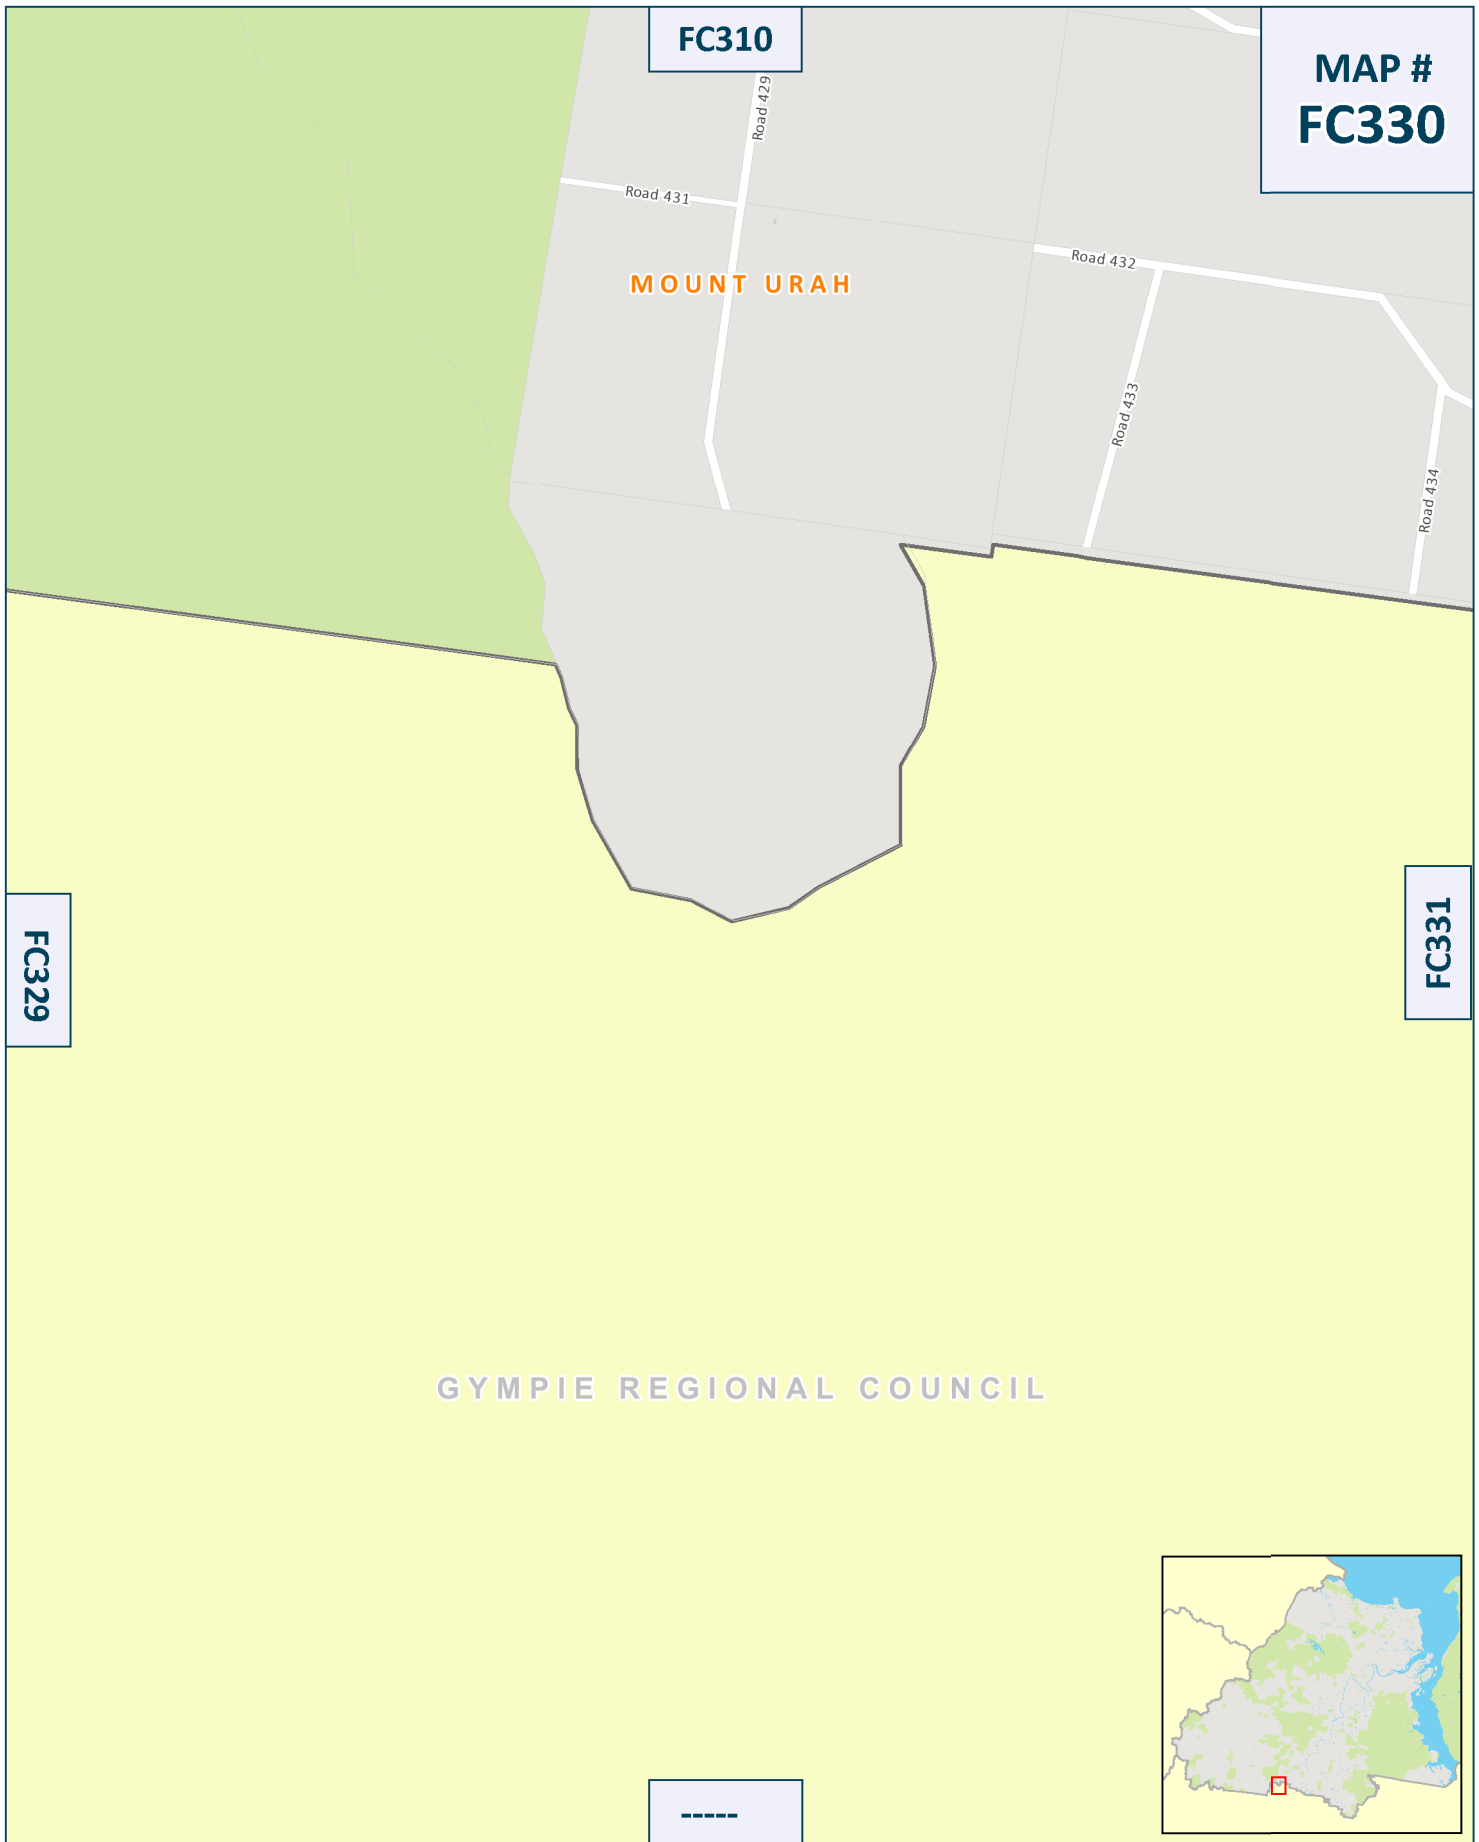 FC310
MAP #
FC330
Road 429
Road 431
Road 432
MOUNT URAH
Road 433
Road 434
FC329
FC331
GYMPIE REGIONAL COUNCIL
-----